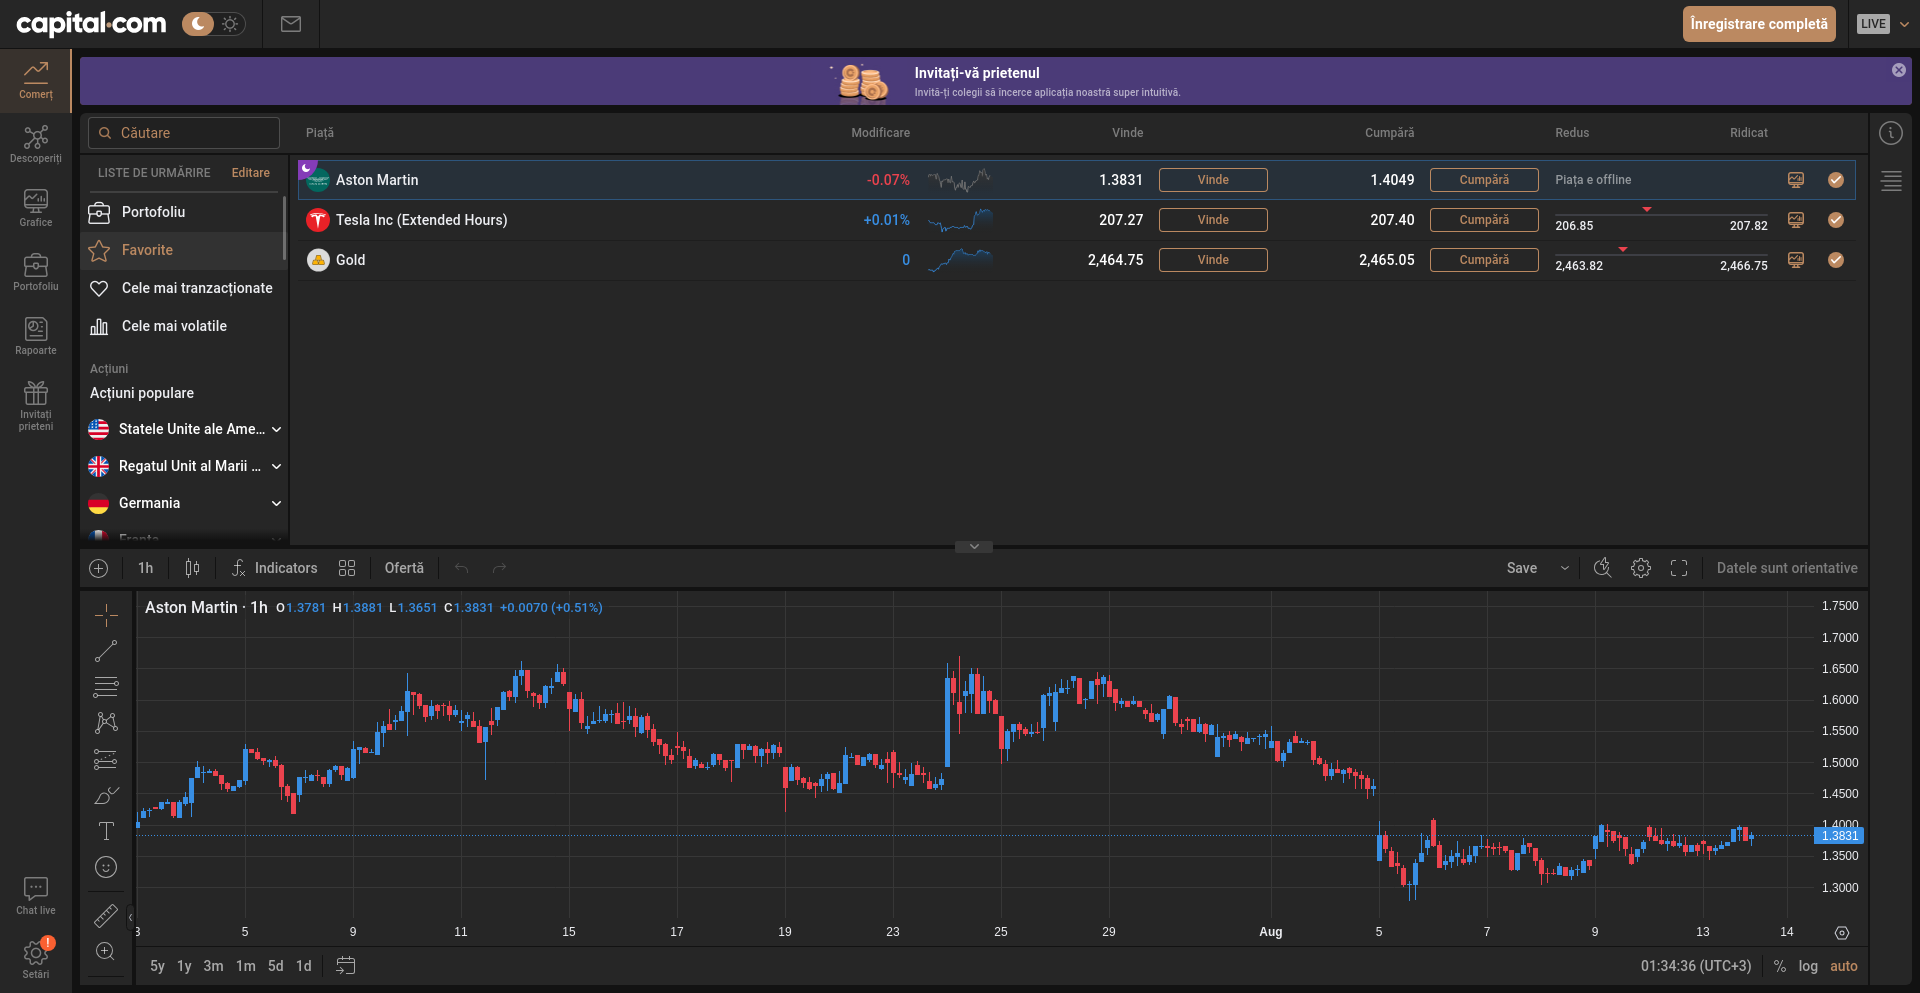 capital.com
Înregistrare completă
LIVE
Comerț
Descoperiți
Grafice
Portofoliu
Rapoarte
Invitați
prieteni
Chat live
!
Setări
Invitați-vă prietenul
Invită-ți colegii să încerce aplicația noastră super intuitivă.
Căutare
Piață Modificare Vinde Cumpără Redus Ridicat
LISTE DE URMĂRIRE Editare
Portofoliu
Favorite
Cele mai tranzacționate
Cele mai volatile
Acțiuni
Acțiuni populare
Statele Unite ale Ame...
Regatul Unit al Marii ...
Germania
Franța
Aston Martin -0.07% 1.3831 Vinde 1.4049 Cumpără Piața e offline
Tesla Inc (Extended Hours) +0.01% 207.27 Vinde 207.40 Cumpără 206.85 207.82
Gold 0 2,464.75 Vinde 2,465.05 Cumpără 2,463.82 2,466.75
1h Indicators Ofertă Save Datele sunt orientative
Aston Martin · 1h O1.3781 H1.3881 L1.3651 C1.3831 +0.0070 (+0.51%)
1.7500
1.7000
1.6500
1.6000
1.5500
1.5000
1.4500
1.4000
1.3831
1.3500
1.3000
3 5 9 11 15 17 19 23 25 29 Aug 5 7 9 13 14
5y 1y 3m 1m 5d 1d 01:34:36 (UTC+3) % log auto